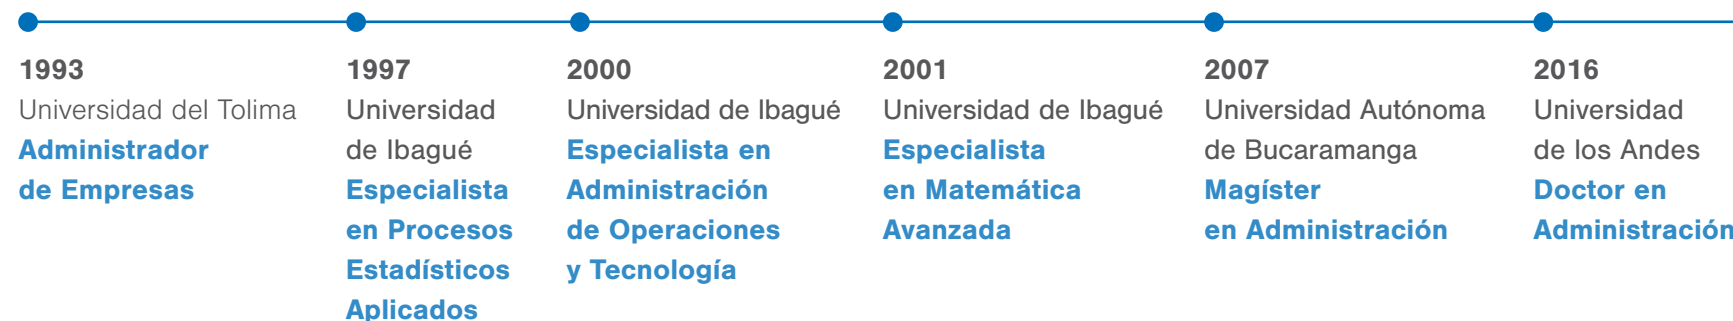 1993
Universidad del Tolima
Administrador
de Empresas
1997
Universidad
de Ibagué
Especialista
en Procesos
Estadísticos
Aplicados
2000
Universidad de Ibagué
Especialista en
Administración
de Operaciones
y Tecnología
2001
Universidad de Ibagué
Especialista
en Matemática
Avanzada
2007
Universidad Autónoma
de Bucaramanga
Magíster
en Administración
2016
Universidad
de los Andes
Doctor en
Administración